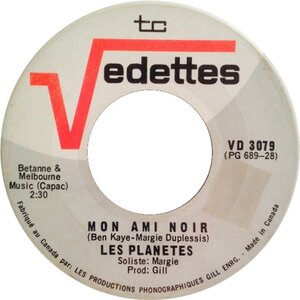 tc
Vedettes
VD 3079
(PG 689-28)
Betanne &
Melbourne
Music (Capac)
2:30
MON AMI NOIR
(Ben Kaye-Margie Duplessis)
LES PLANETES
Soliste: Margie
Prod: Gill
Fabriqué au Canada par LES PRODUCTIONS PHONOGRAPHIQUES GILL ENRG. - Made in Canada.